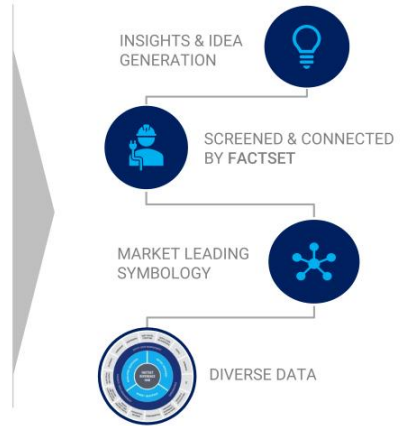 INSIGHTS & IDEA
GENERATION
SCREENED & CONNECTED
BY FACTSET
MARKET LEADING
SYMBOLOGY
DIVERSE DATA